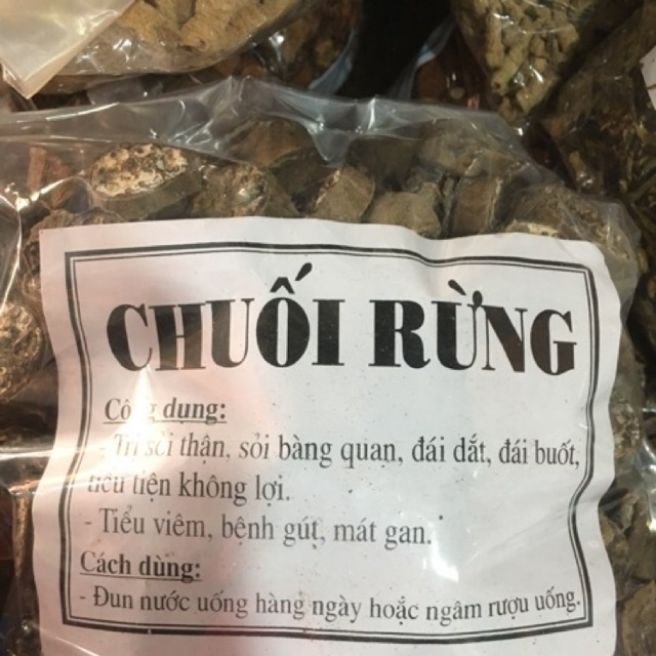 CHUỐI RỪNG
Công dụng:
- Trị sỏi thận, sỏi bàng quan, đái dắt, đái buốt,
tiểu tiện không lợi.
- Tiểu viêm, bệnh gút, mát gan.
Cách dùng:
- Đun nước uống hàng ngày hoặc ngâm rượu uống.